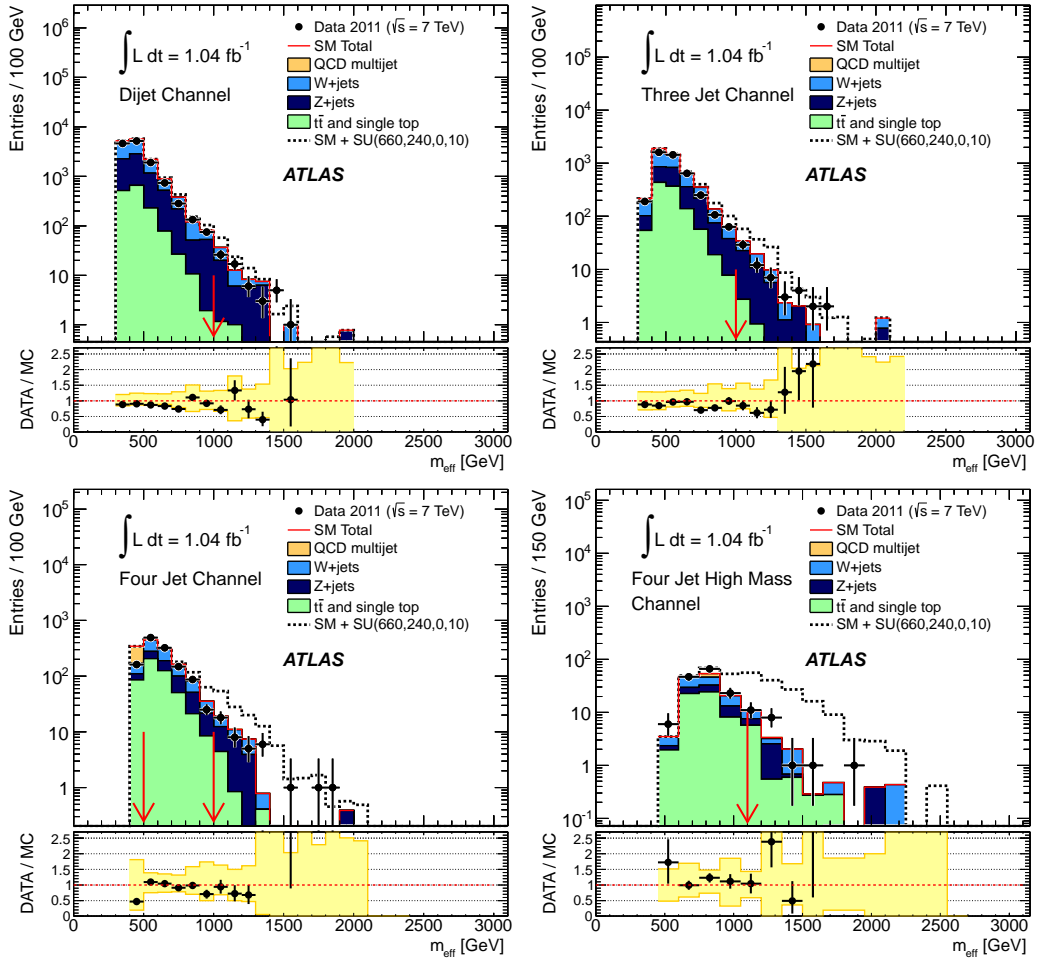 Entries / 100 GeV
10⁶
10⁵
10⁴
10³
10²
10
1
∫ L dt = 1.04 fb⁻¹
Dijet Channel
Data 2011 (√s = 7 TeV)
SM Total
QCD multijet
W+jets
Z+jets
tt̄ and single top
SM + SU(660,240,0,10)
ATLAS
DATA / MC
2.5
2
1.5
1
0.5
0
0 500 1000 1500 2000 2500 3000
m_eff [GeV]
Entries / 100 GeV
10⁵
10⁴
10³
10²
10
1
∫ L dt = 1.04 fb⁻¹
Three Jet Channel
Data 2011 (√s = 7 TeV)
SM Total
QCD multijet
W+jets
Z+jets
tt̄ and single top
SM + SU(660,240,0,10)
ATLAS
DATA / MC
2.5
2
1.5
1
0.5
0
0 500 1000 1500 2000 2500 3000
m_eff [GeV]
Entries / 100 GeV
10⁵
10⁴
10³
10²
10
1
∫ L dt = 1.04 fb⁻¹
Four Jet Channel
Data 2011 (√s = 7 TeV)
SM Total
QCD multijet
W+jets
Z+jets
tt̄ and single top
SM + SU(660,240,0,10)
ATLAS
DATA / MC
2.5
2
1.5
1
0.5
0
0 500 1000 1500 2000 2500 3000
m_eff [GeV]
Entries / 150 GeV
10⁵
10⁴
10³
10²
10
1
10⁻¹
∫ L dt = 1.04 fb⁻¹
Four Jet High Mass
Channel
Data 2011 (√s = 7 TeV)
SM Total
QCD multijet
W+jets
Z+jets
tt̄ and single top
SM + SU(660,240,0,10)
ATLAS
DATA / MC
2.5
2
1.5
1
0.5
0
0 500 1000 1500 2000 2500 3000
m_eff [GeV]